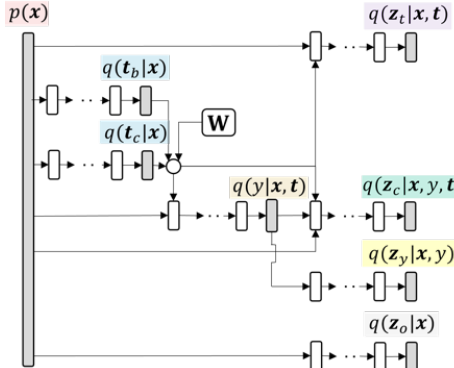 p(x)
q(z_t|x, t)
q(t_b|x)
W
q(t_c|x)
q(y|x, t)
q(z_c|x, y, t
q(z_y|x, y)
q(z_o|x)